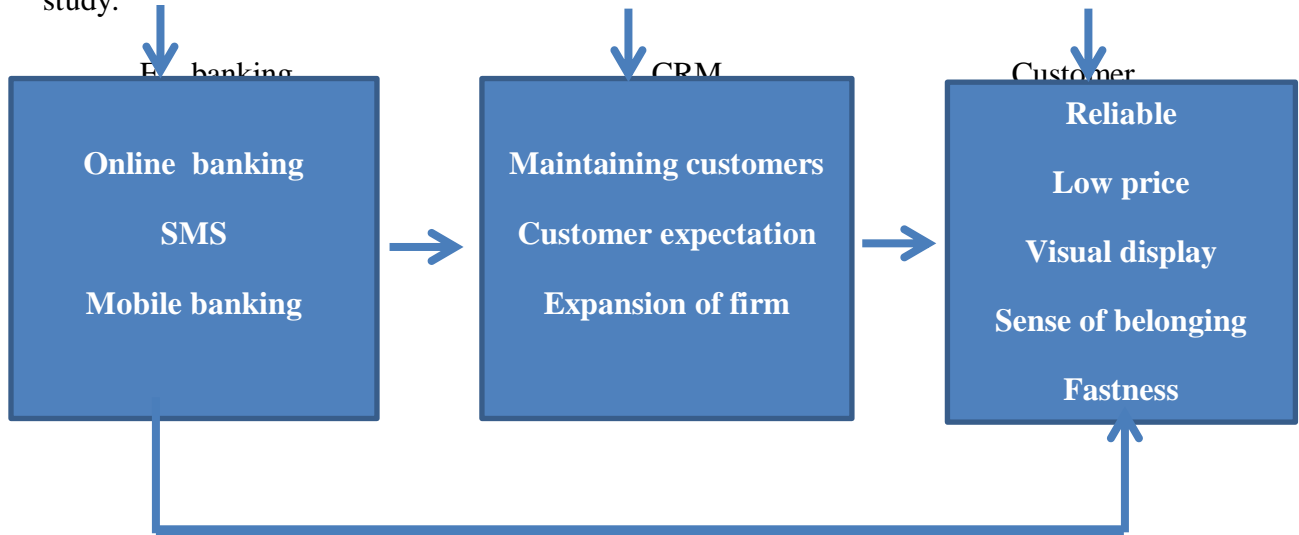 study.
E banking
CRM
Customer
Online banking
SMS
Mobile banking
Maintaining customers
Customer expectation
Expansion of firm
Reliable
Low price
Visual display
Sense of belonging
Fastness